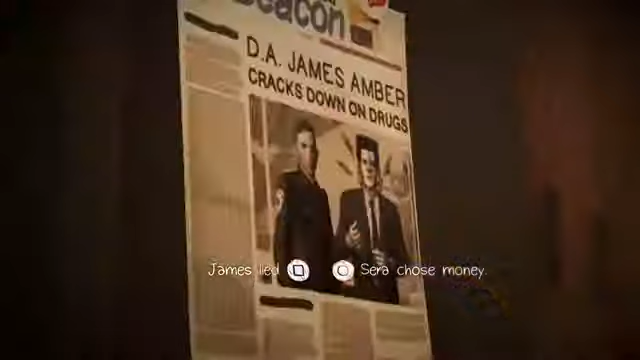 Beacon
D.A. JAMES AMBER
CRACKS DOWN ON DRUGS
James lied
Sera chose money.